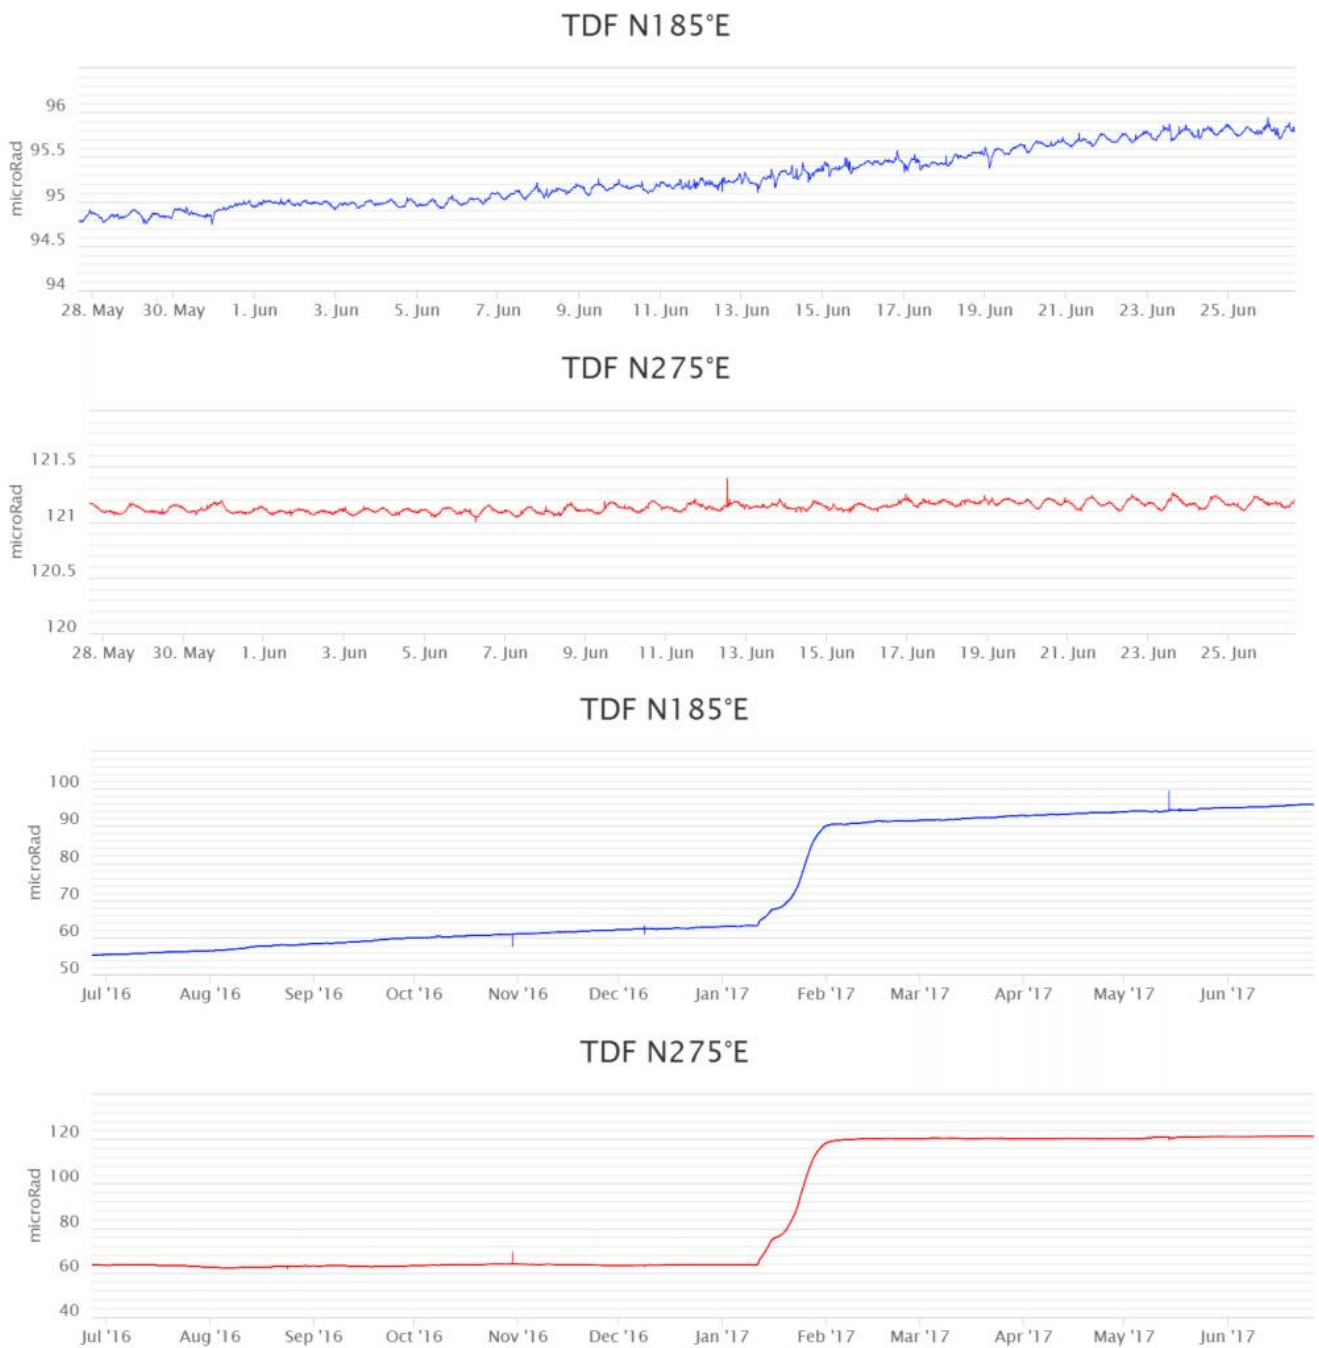 TDF N185°E
96
95.5
95
94.5
94
microRad
28. May 30. May 1. Jun 3. Jun 5. Jun 7. Jun 9. Jun 11. Jun 13. Jun 15. Jun 17. Jun 19. Jun 21. Jun 23. Jun 25. Jun
TDF N275°E
121.5
121
120.5
120
microRad
28. May 30. May 1. Jun 3. Jun 5. Jun 7. Jun 9. Jun 11. Jun 13. Jun 15. Jun 17. Jun 19. Jun 21. Jun 23. Jun 25. Jun
TDF N185°E
100
90
80
70
60
50
microRad
Jul '16 Aug '16 Sep '16 Oct '16 Nov '16 Dec '16 Jan '17 Feb '17 Mar '17 Apr '17 May '17 Jun '17
TDF N275°E
120
100
80
60
40
microRad
Jul '16 Aug '16 Sep '16 Oct '16 Nov '16 Dec '16 Jan '17 Feb '17 Mar '17 Apr '17 May '17 Jun '17